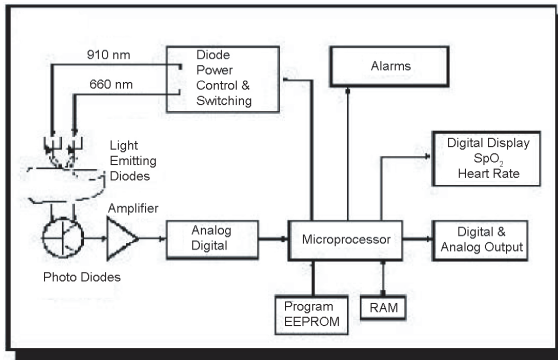 910 nm
660 nm
Diode
Power
Control &
Switching
Alarms
Light
Emitting
Diodes
Digital Display
SpO₂
Heart Rate
Amplifier
Analog
Digital
Microprocessor
Digital &
Analog Output
Photo Diodes
Program
EEPROM
RAM